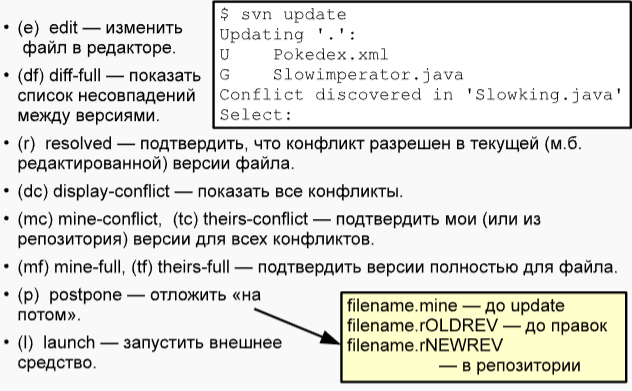 • (e) edit — изменить
файл в редакторе.
• (df) diff-full — показать
список несовпадений
между версиями.
$ svn update
Updating '.':
U    Pokedex.xml
G    Slowimperator.java
Conflict discovered in 'Slowking.java'
Select:
• (r) resolved — подтвердить, что конфликт разрешен в текущей (м.б.
редактированной) версии файла.
• (dc) display-conflict — показать все конфликты.
• (mc) mine-conflict, (tc) theirs-conflict — подтвердить мои (или из
репозитория) версии для всех конфликтов.
• (mf) mine-full, (tf) theirs-full — подтвердить версии полностью для файла.
• (p) postpone — отложить «на
потом».
• (l) launch — запустить внешнее
средство.
filename.mine — до update
filename.rOLDREV — до правок
filename.rNEWREV
— в репозитории